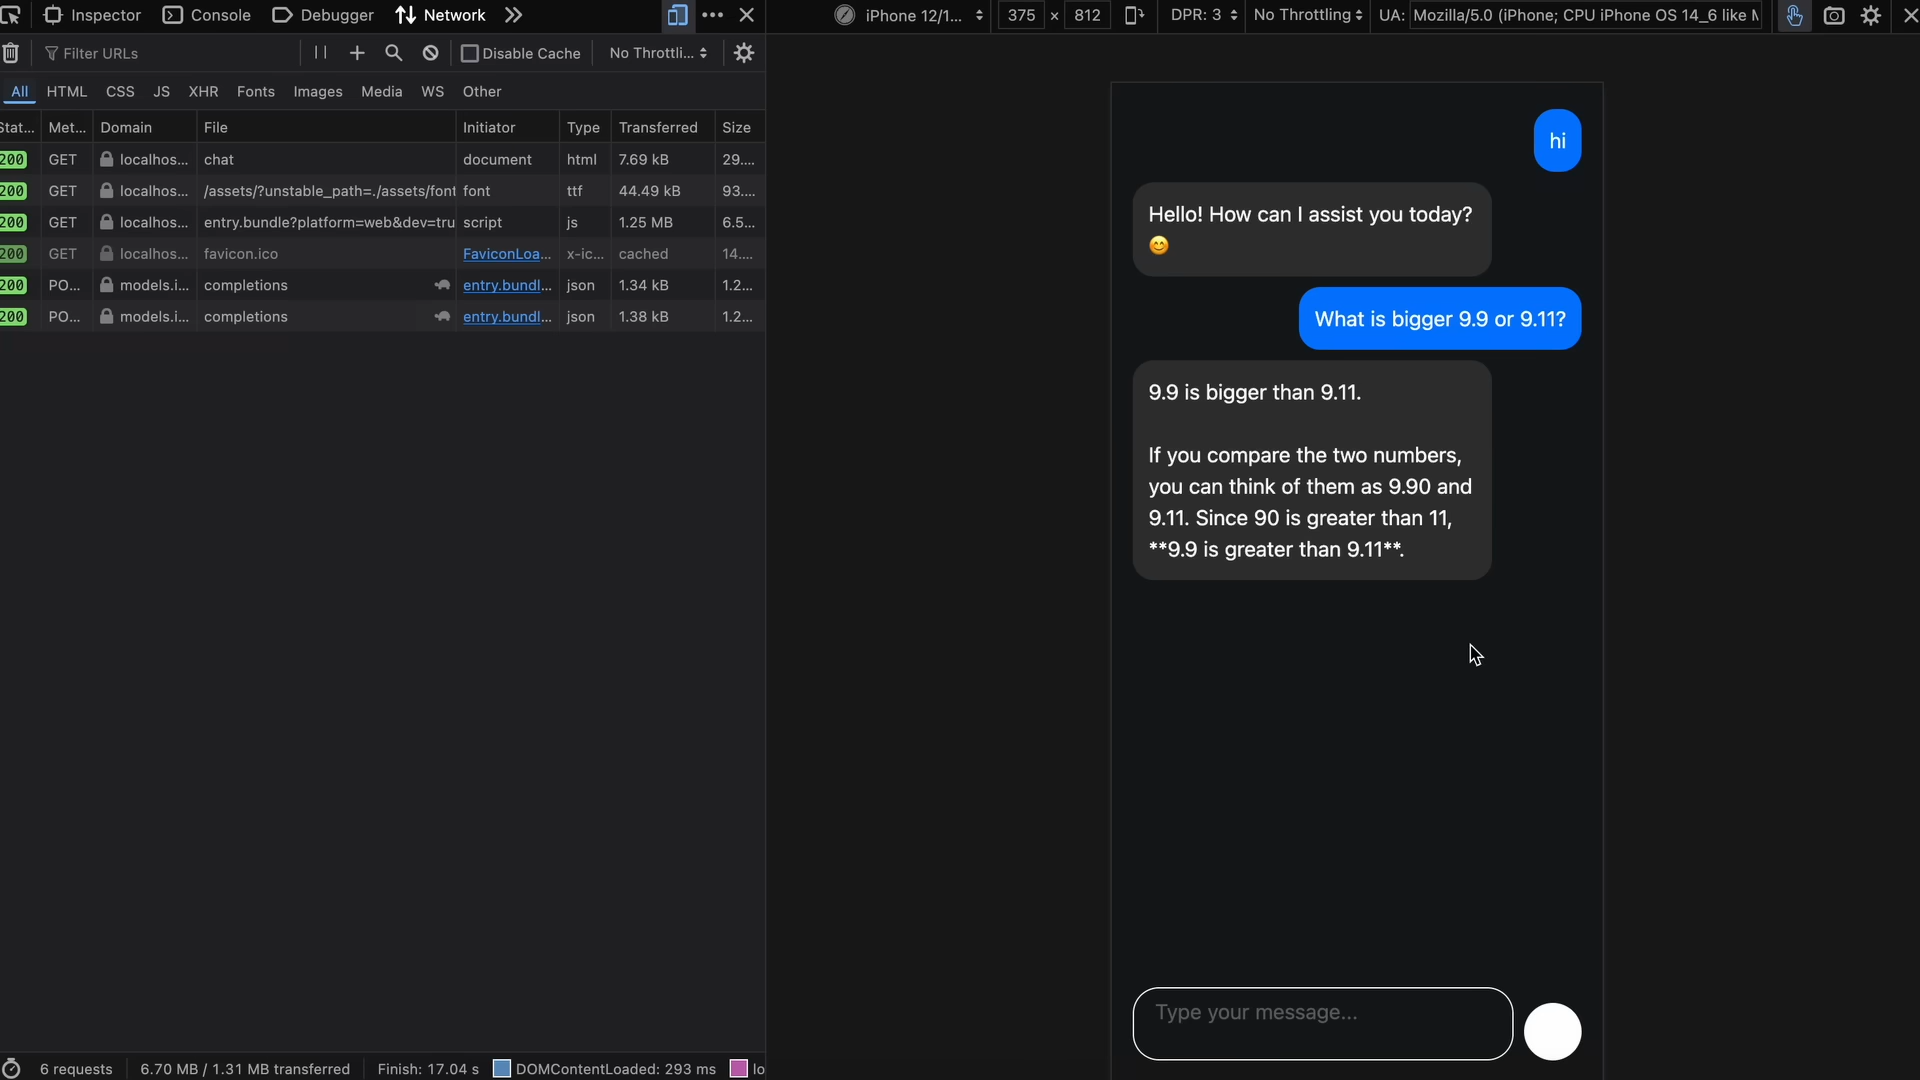 Inspector Console Debugger Network
iPhone 12/1... 375 x 812 DPR: 3 No Throttling UA: Mozilla/5.0 (iPhone; CPU iPhone OS 14_6 like M
Filter URLs Disable Cache No Throttli...
All HTML CSS JS XHR Fonts Images Media WS Other
Stat... Met... Domain File Initiator Type Transferred Size
200 GET localhos... chat document html 7.69 kB 29....
200 GET localhos... /assets/?unstable_path=./assets/font font ttf 44.49 kB 93....
200 GET localhos... entry.bundle?platform=web&dev=tru script js 1.25 MB 6.5...
200 GET localhos... favicon.ico FaviconLoa... x-ic... cached 14....
200 PO... models.i... completions entry.bundl... json 1.34 kB 1.2...
200 PO... models.i... completions entry.bundl... json 1.38 kB 1.2...
6 requests 6.70 MB / 1.31 MB transferred Finish: 17.04 s DOMContentLoaded: 293 ms lo
hi
Hello! How can I assist you today?
😊
What is bigger 9.9 or 9.11?
9.9 is bigger than 9.11.
If you compare the two numbers,
you can think of them as 9.90 and
9.11. Since 90 is greater than 11,
**9.9 is greater than 9.11**.
Type your message...